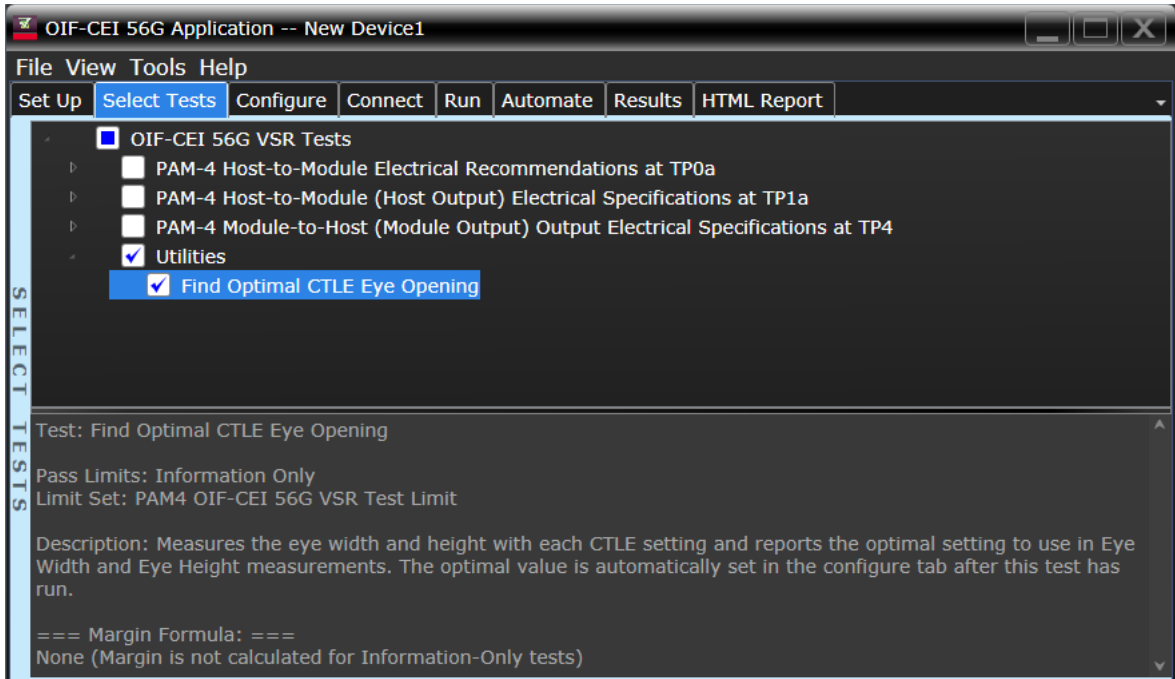 OIF-CEI 56G Application -- New Device1
File View Tools Help
Set Up Select Tests Configure Connect Run Automate Results HTML Report
OIF-CEI 56G VSR Tests
PAM-4 Host-to-Module Electrical Recommendations at TP0a
PAM-4 Host-to-Module (Host Output) Electrical Specifications at TP1a
PAM-4 Module-to-Host (Module Output) Output Electrical Specifications at TP4
Utilities
Find Optimal CTLE Eye Opening
SELECT TESTS
Test: Find Optimal CTLE Eye Opening
Pass Limits: Information Only
Limit Set: PAM4 OIF-CEI 56G VSR Test Limit
Description: Measures the eye width and height with each CTLE setting and reports the optimal setting to use in Eye
Width and Eye Height measurements. The optimal value is automatically set in the configure tab after this test has
run.
=== Margin Formula: ===
None (Margin is not calculated for Information-Only tests)